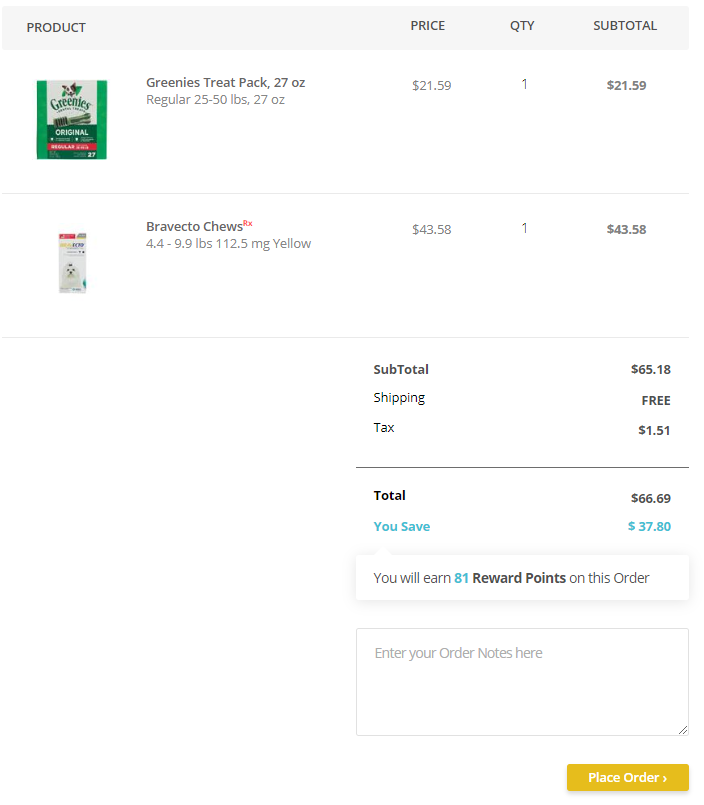 PRODUCT PRICE QTY SUBTOTAL
Greenies
ORIGINAL
REGULAR
27
Greenies Treat Pack, 27 oz $21.59 1 $21.59
Regular 25-50 lbs, 27 oz
Bravecto Chews Rx $43.58 1 $43.58
4.4 - 9.9 lbs 112.5 mg Yellow
SubTotal $65.18
Shipping FREE
Tax $1.51
Total $66.69
You Save $ 37.80
You will earn 81 Reward Points on this Order
Enter your Order Notes here
Place Order ›